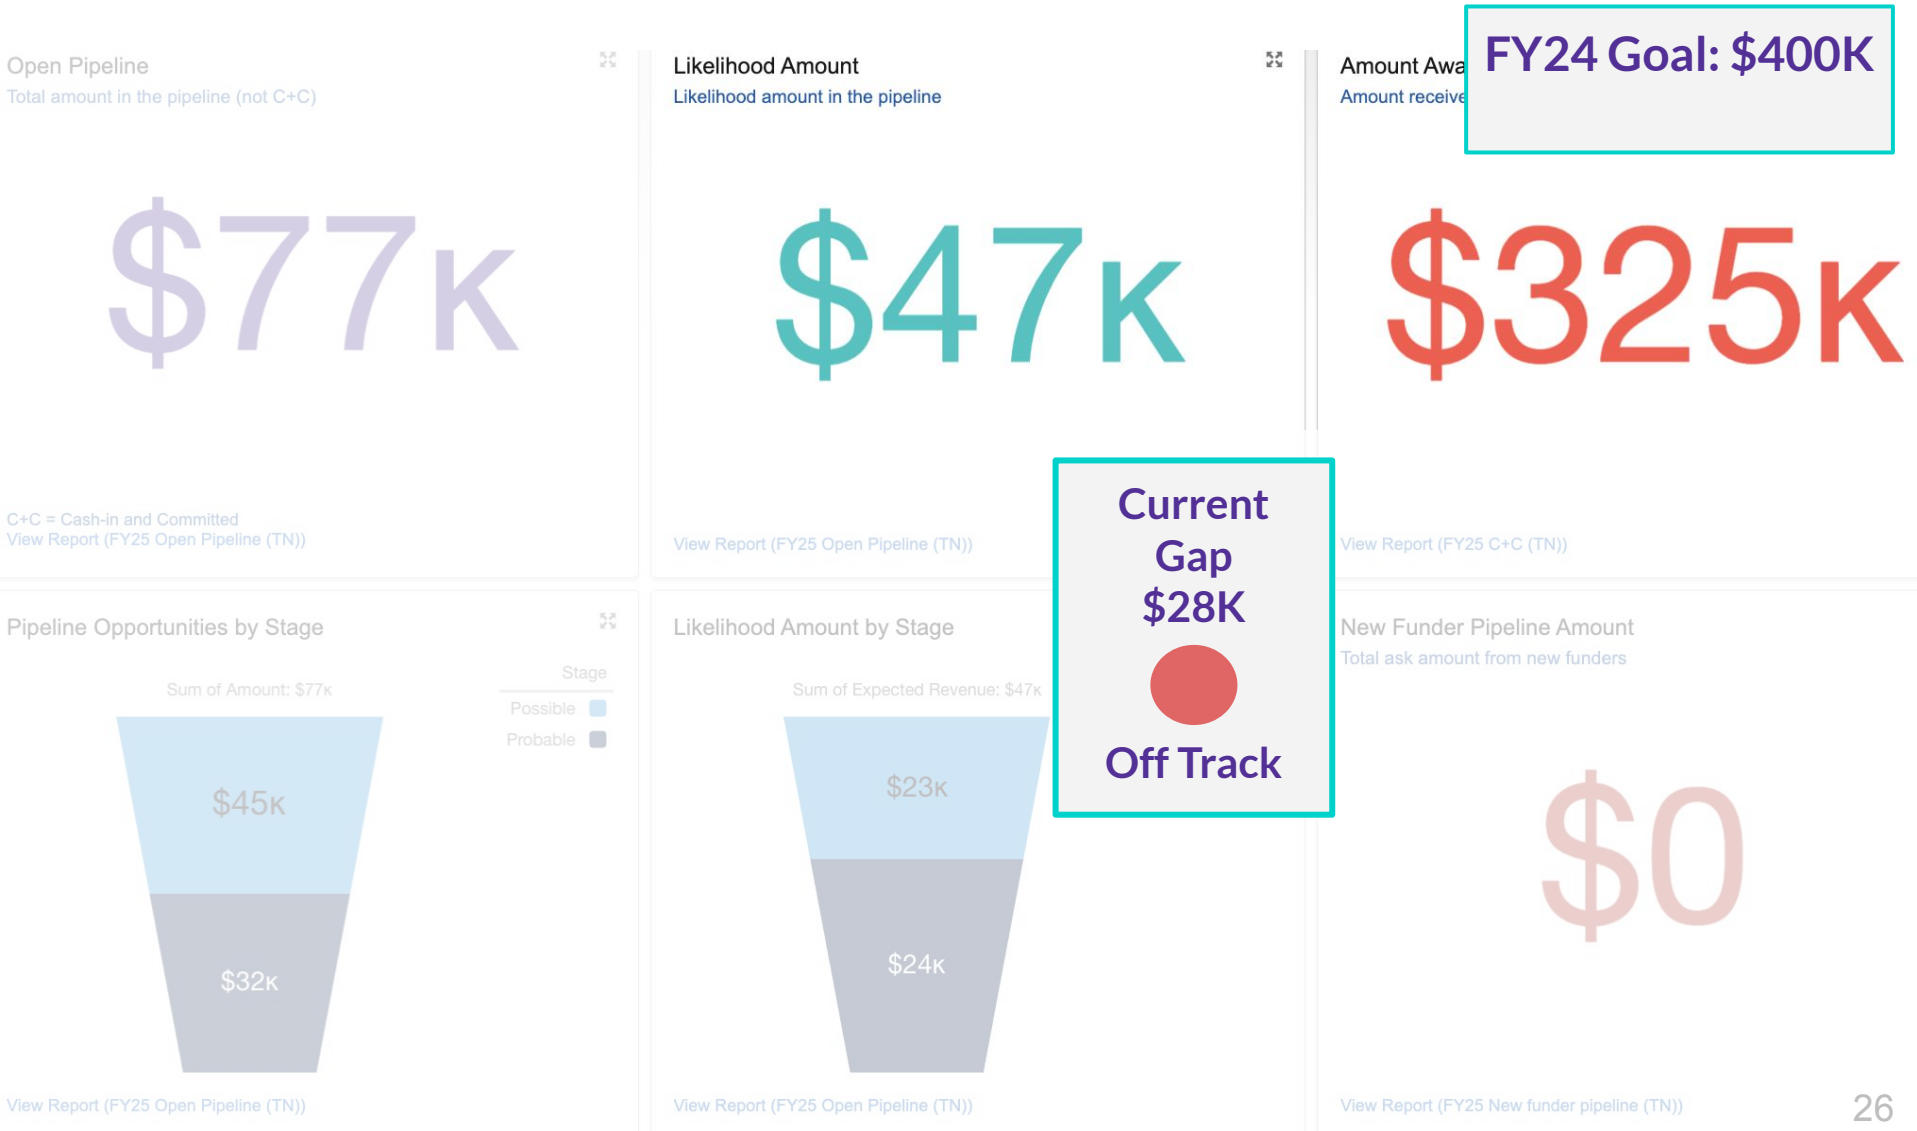 FY24 Goal: $400K
Open Pipeline
Total amount in the pipeline (not C+C)
$77K
C+C = Cash-in and Committed
View Report (FY25 Open Pipeline (TN))
Likelihood Amount
Likelihood amount in the pipeline
$47K
View Report (FY25 Open Pipeline (TN))
Amount Awa
Amount receive
$325K
View Report (FY25 C+C (TN))
Current
Gap
$28K
Off Track
Pipeline Opportunities by Stage
Sum of Amount: $77K
Stage
Possible
Probable
$45K
$32K
View Report (FY25 Open Pipeline (TN))
Likelihood Amount by Stage
Sum of Expected Revenue: $47K
$23K
$24K
View Report (FY25 Open Pipeline (TN))
New Funder Pipeline Amount
Total ask amount from new funders
$0
View Report (FY25 New funder pipeline (TN))
26